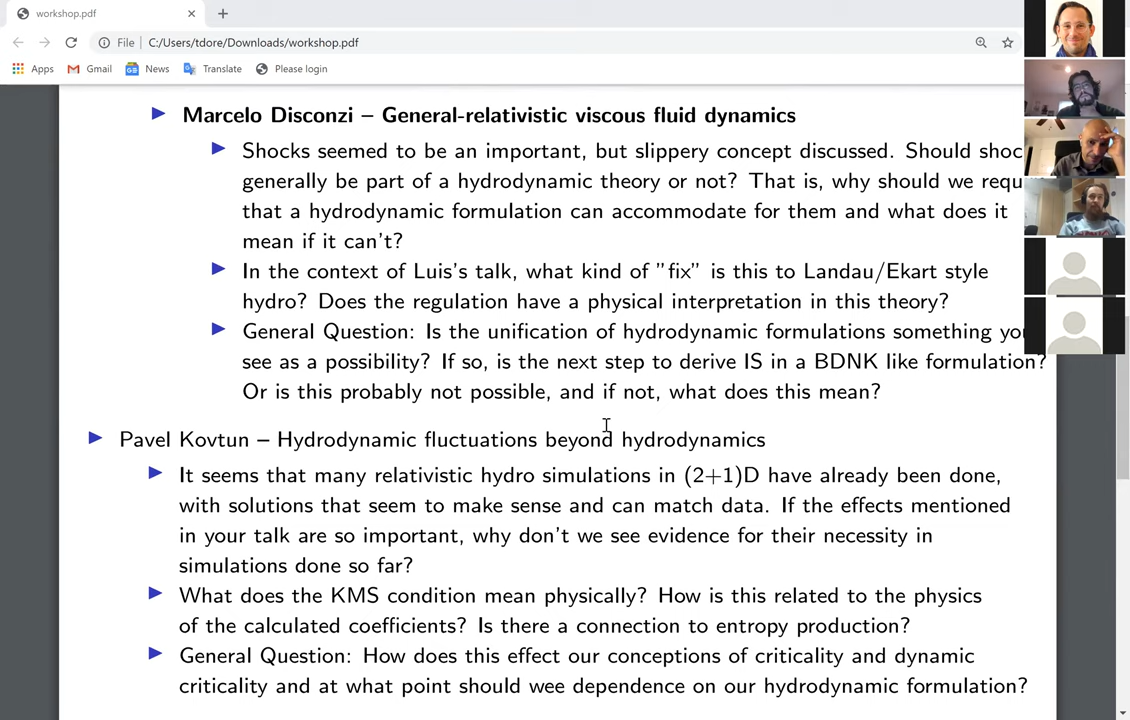 workshop.pdf
File
C:/Users/tdore/Downloads/workshop.pdf
Apps
Gmail
News
Translate
Please login
Marcelo Disconzi – General-relativistic viscous fluid dynamics
Shocks seemed to be an important, but slippery concept discussed. Should shoc
generally be part of a hydrodynamic theory or not? That is, why should we requ
that a hydrodynamic formulation can accommodate for them and what does it
mean if it can't?
In the context of Luis's talk, what kind of "fix" is this to Landau/Ekart style
hydro? Does the regulation have a physical interpretation in this theory?
General Question: Is the unification of hydrodynamic formulations something you
see as a possibility? If so, is the next step to derive IS in a BDNK like formulation?
Or is this probably not possible, and if not, what does this mean?
Pavel Kovtun – Hydrodynamic fluctuations beyond hydrodynamics
It seems that many relativistic hydro simulations in (2+1)D have already been done,
with solutions that seem to make sense and can match data. If the effects mentioned
in your talk are so important, why don't we see evidence for their necessity in
simulations done so far?
What does the KMS condition mean physically? How is this related to the physics
of the calculated coefficients? Is there a connection to entropy production?
General Question: How does this effect our conceptions of criticality and dynamic
criticality and at what point should wee dependence on our hydrodynamic formulation?